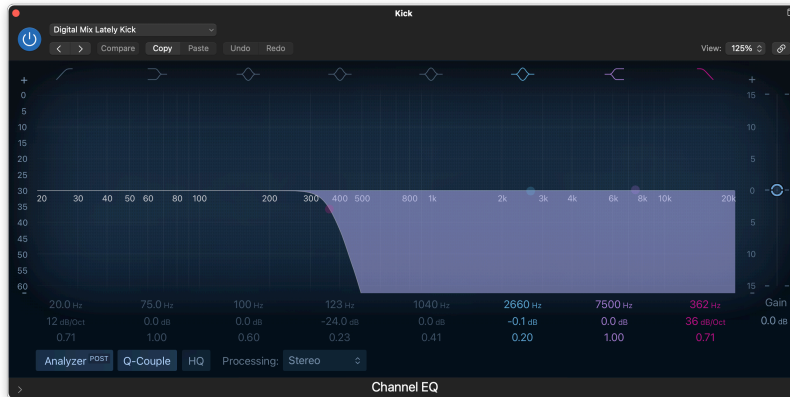 Kick
Digital Mix Lately Kick
Compare Copy Paste Undo Redo View: 125%
+ +
0 15
5
10 10
15
20 5
25
30 0
20 30 40 50 60 80 100 200 300 400 500 800 1k 2k 3k 4k 6k 8k 10k 20k
35
40
45 5
50 10
55
60 15
- -
20.0 Hz 75.0 Hz 100 Hz 123 Hz 1040 Hz 2660 Hz 7500 Hz 362 Hz Gain
12 dB/Oct 0.0 dB 0.0 dB -24.0 dB 0.0 dB -0.1 dB 0.0 dB 36 dB/Oct 0.0 dB
0.71 1.00 0.60 0.23 0.41 0.20 1.00 0.71
Analyzer POST Q-Couple HQ Processing: Stereo
Channel EQ